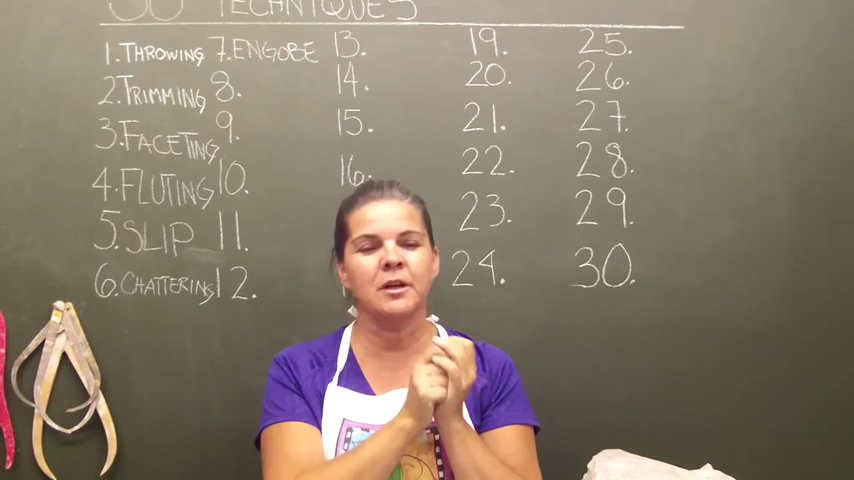 30 TECHNIQUES
1. THROWING 7. ENGOBE 13. 19. 25.
2. TRIMMING 8. 14. 20. 26.
3. FACETING 9. 15. 21. 27.
4. FLUTING 10. 16. 22. 28.
5. SLIP 11. 23. 29.
6. CHATTERING 12. 24. 30.